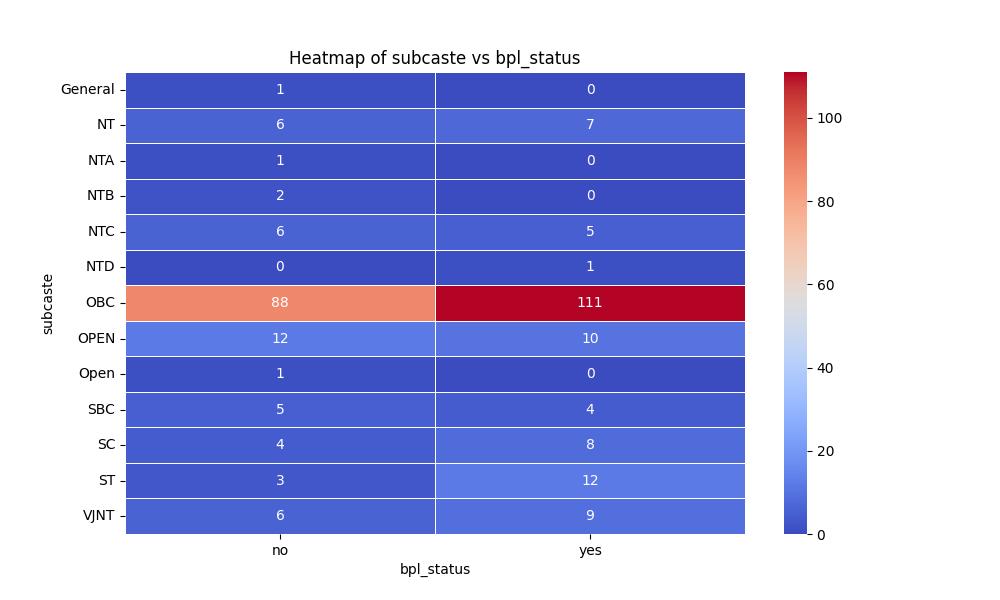 Heatmap of subcaste vs bpl_status
General 1 0
NT 6 7
NTA 1 0
NTB 2 0
NTC 6 5
NTD 0 1
OBC 88 111
OPEN 12 10
Open 1 0
SBC 5 4
SC 4 8
ST 3 12
VJNT 6 9
no yes
bpl_status
subcaste
100
80
60
40
20
0